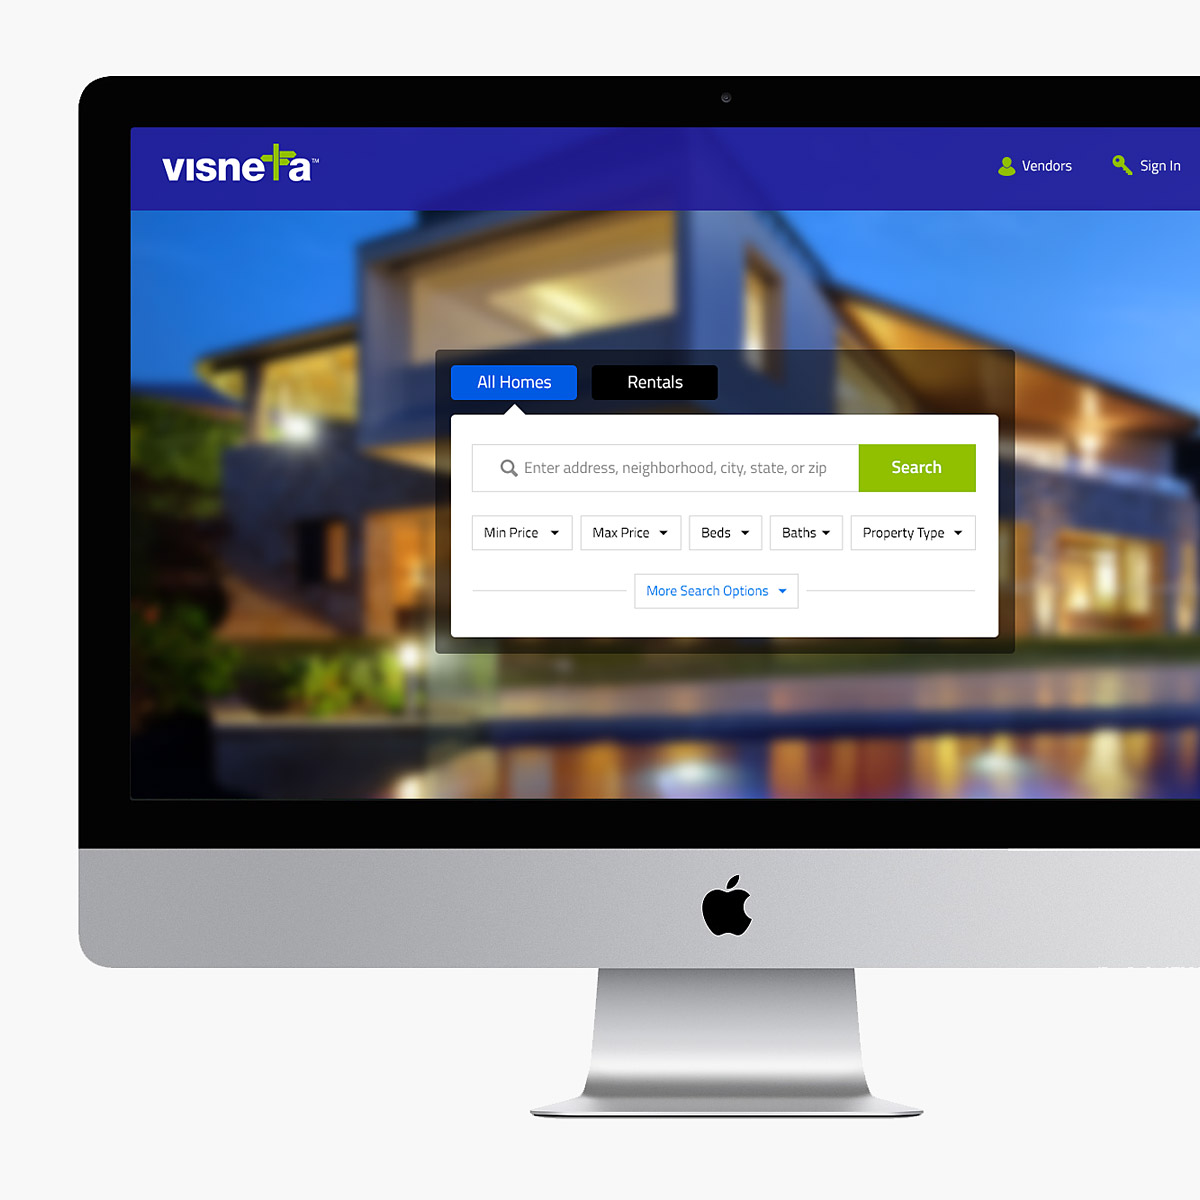 visneta™
Vendors
Sign In
All Homes
Rentals
Enter address, neighborhood, city, state, or zip
Search
Min Price
Max Price
Beds
Baths
Property Type
More Search Options